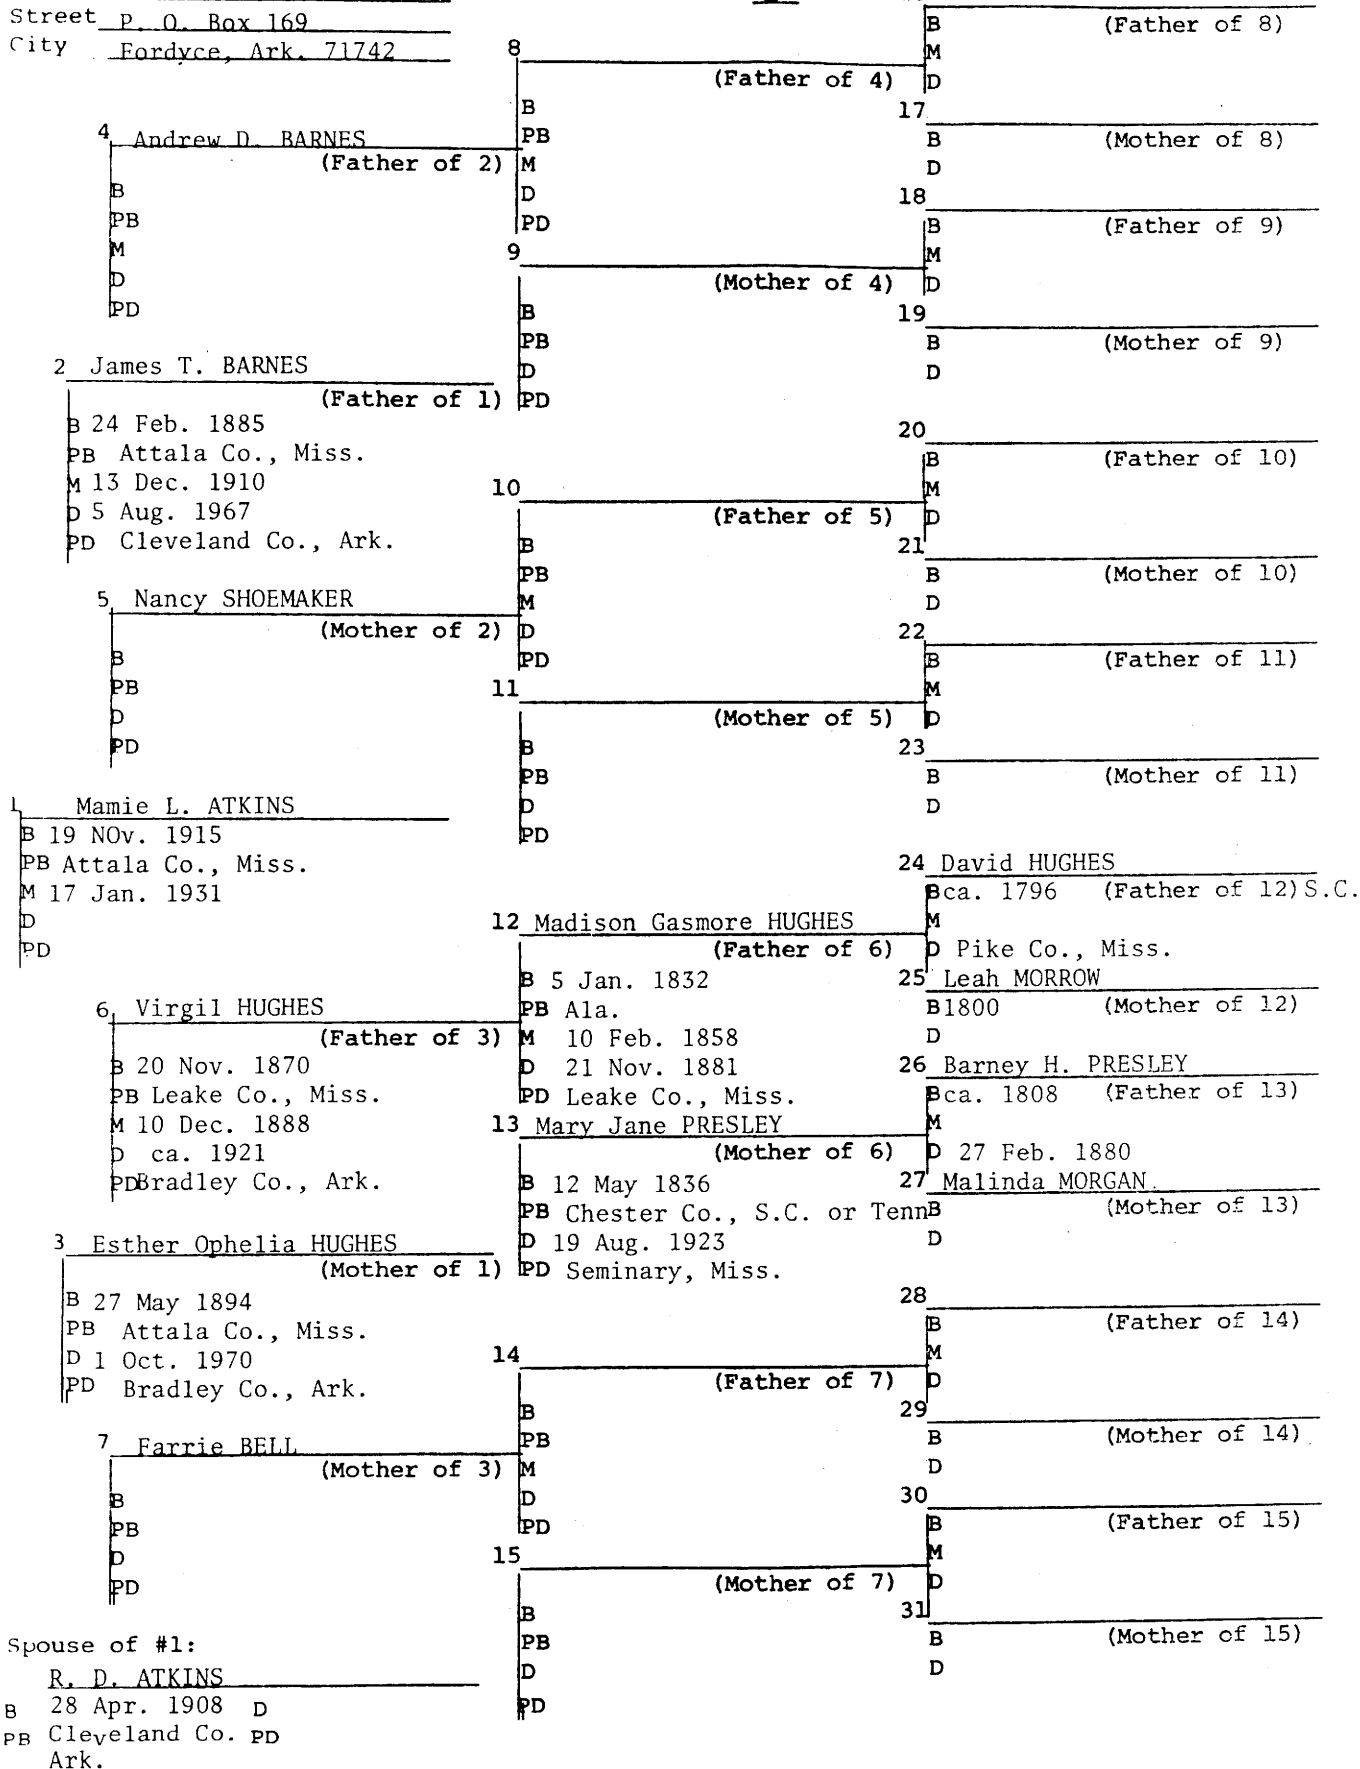 Street P. O. Box 169
City Fordyce, Ark. 71742
4 Andrew D. BARNES
(Father of 2)
B
PB
M
D
PD
2 James T. BARNES
(Father of 1)
B 24 Feb. 1885
PB Attala Co., Miss.
M 13 Dec. 1910
D 5 Aug. 1967
PD Cleveland Co., Ark.
5 Nancy SHOEMAKER
(Mother of 2)
B
PB
D
PD
1 Mamie L. ATKINS
B 19 NOv. 1915
PB Attala Co., Miss.
M 17 Jan. 1931
D
PD
6 Virgil HUGHES
(Father of 3)
B 20 Nov. 1870
PB Leake Co., Miss.
M 10 Dec. 1888
D ca. 1921
PD Bradley Co., Ark.
3 Esther Ophelia HUGHES
(Mother of 1)
B 27 May 1894
PB Attala Co., Miss.
D 1 Oct. 1970
PD Bradley Co., Ark.
7 Farrie BELL
(Mother of 3)
B
PB
D
PD
Spouse of #1:
R. D. ATKINS
B 28 Apr. 1908 D
PB Cleveland Co. PD
Ark.
8
(Father of 4)
B
PB
M
D
PD
9
(Mother of 4)
B
PB
D
PD
10
(Father of 5)
B
PB
M
D
PD
11
(Mother of 5)
B
PB
D
PD
12 Madison Gasmore HUGHES
(Father of 6)
B 5 Jan. 1832
PB Ala.
M 10 Feb. 1858
D 21 Nov. 1881
PD Leake Co., Miss.
13 Mary Jane PRESLEY
(Mother of 6)
B 12 May 1836
PB Chester Co., S.C. or Tenn
D 19 Aug. 1923
PD Seminary, Miss.
14
(Father of 7)
B
PB
M
D
PD
15
(Mother of 7)
B
PB
D
PD
B (Father of 8)
M
D
17
B (Mother of 8)
D
18
B (Father of 9)
M
D
19
B (Mother of 9)
D
20
B (Father of 10)
M
D
21
B (Mother of 10)
D
22
B (Father of 11)
M
D
23
B (Mother of 11)
D
24 David HUGHES
B ca. 1796 (Father of 12) S.C.
M
D Pike Co., Miss.
25 Leah MORROW
B 1800 (Mother of 12)
D
26 Barney H. PRESLEY
B ca. 1808 (Father of 13)
M
D 27 Feb. 1880
27 Malinda MORGAN
B (Mother of 13)
D
28
B (Father of 14)
M
D
29
B (Mother of 14)
D
30
B (Father of 15)
M
D
31
B (Mother of 15)
D